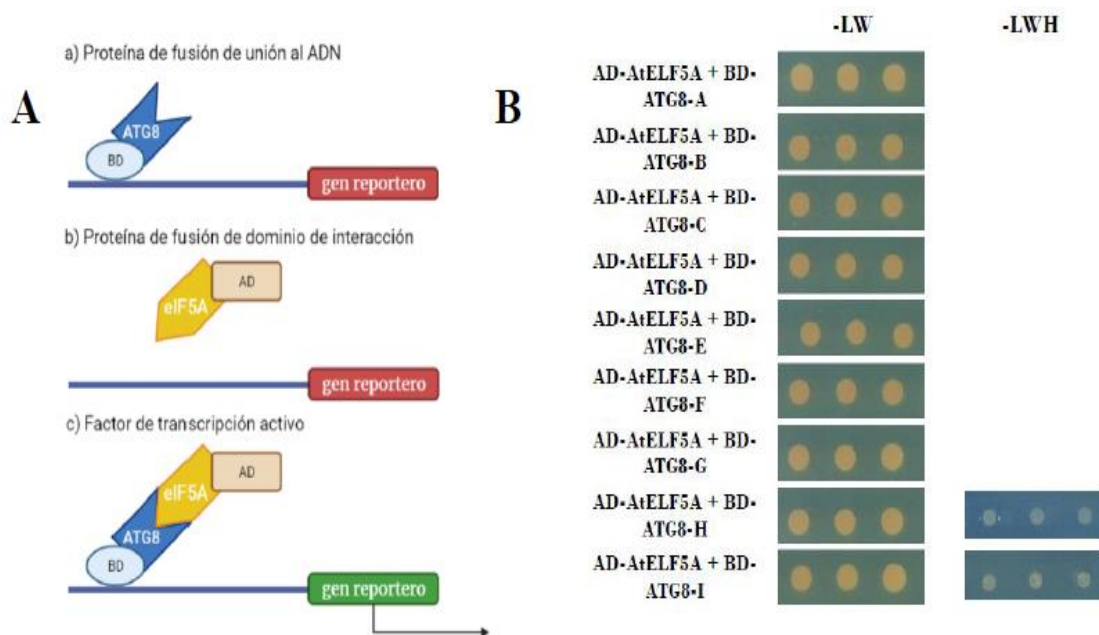 A
a) Proteína de fusión de unión al ADN
ATG8
BD
gen reportero
b) Proteína de fusión de dominio de interacción
eIF5A
AD
gen reportero
c) Factor de transcripción activo
eIF5A
AD
ATG8
BD
gen reportero
B
-LW
-LWH
AD-AtELF5A + BD-
ATG8-A
AD-AtELF5A + BD-
ATG8-B
AD-AtELF5A + BD-
ATG8-C
AD-AtELF5A + BD-
ATG8-D
AD-AtELF5A + BD-
ATG8-E
AD-AtELF5A + BD-
ATG8-F
AD-AtELF5A + BD-
ATG8-G
AD-AtELF5A + BD-
ATG8-H
AD-AtELF5A + BD-
ATG8-I